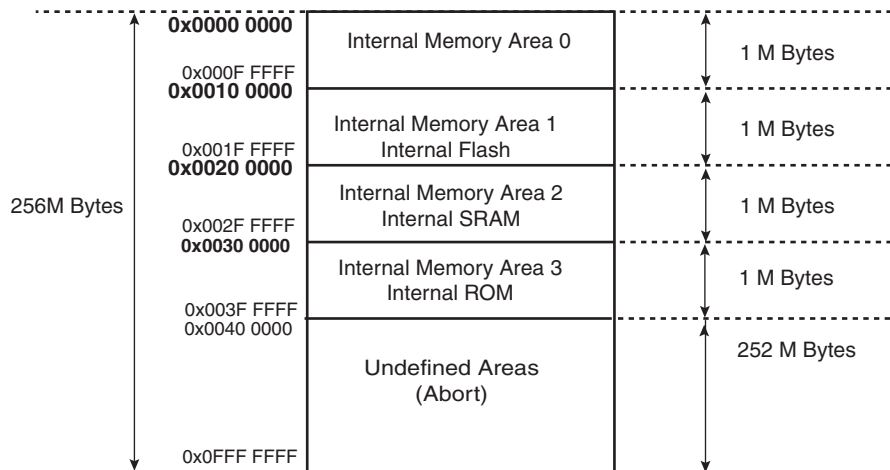 0x0000 0000
Internal Memory Area 0
1 M Bytes
0x000F FFFF
0x0010 0000
Internal Memory Area 1
Internal Flash
1 M Bytes
0x001F FFFF
0x0020 0000
256M Bytes
Internal Memory Area 2
Internal SRAM
1 M Bytes
0x002F FFFF
0x0030 0000
Internal Memory Area 3
Internal ROM
1 M Bytes
0x003F FFFF
0x0040 0000
252 M Bytes
Undefined Areas
(Abort)
0x0FFF FFFF